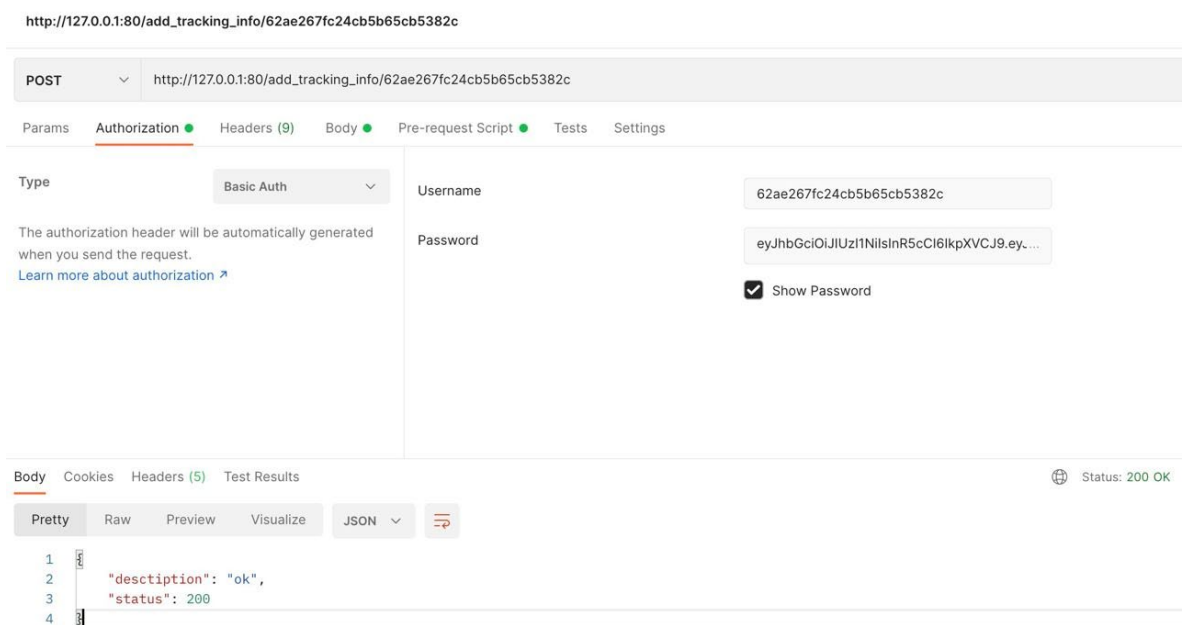 http://127.0.0.1:80/add_tracking_info/62ae267fc24cb5b65cb5382c
POST http://127.0.0.1:80/add_tracking_info/62ae267fc24cb5b65cb5382c
Params Authorization Headers (9) Body Pre-request Script Tests Settings
Type Basic Auth
The authorization header will be automatically generated
when you send the request.
Learn more about authorization ↗
Username 62ae267fc24cb5b65cb5382c
Password eyJhbGciOiJIUzI1NiIsInR5cCI6IkpXVCJ9.eyJ...
Show Password
Body Cookies Headers (5) Test Results Status: 200 OK
Pretty Raw Preview Visualize JSON
1 {
2 "desctiption": "ok",
3 "status": 200
4 }